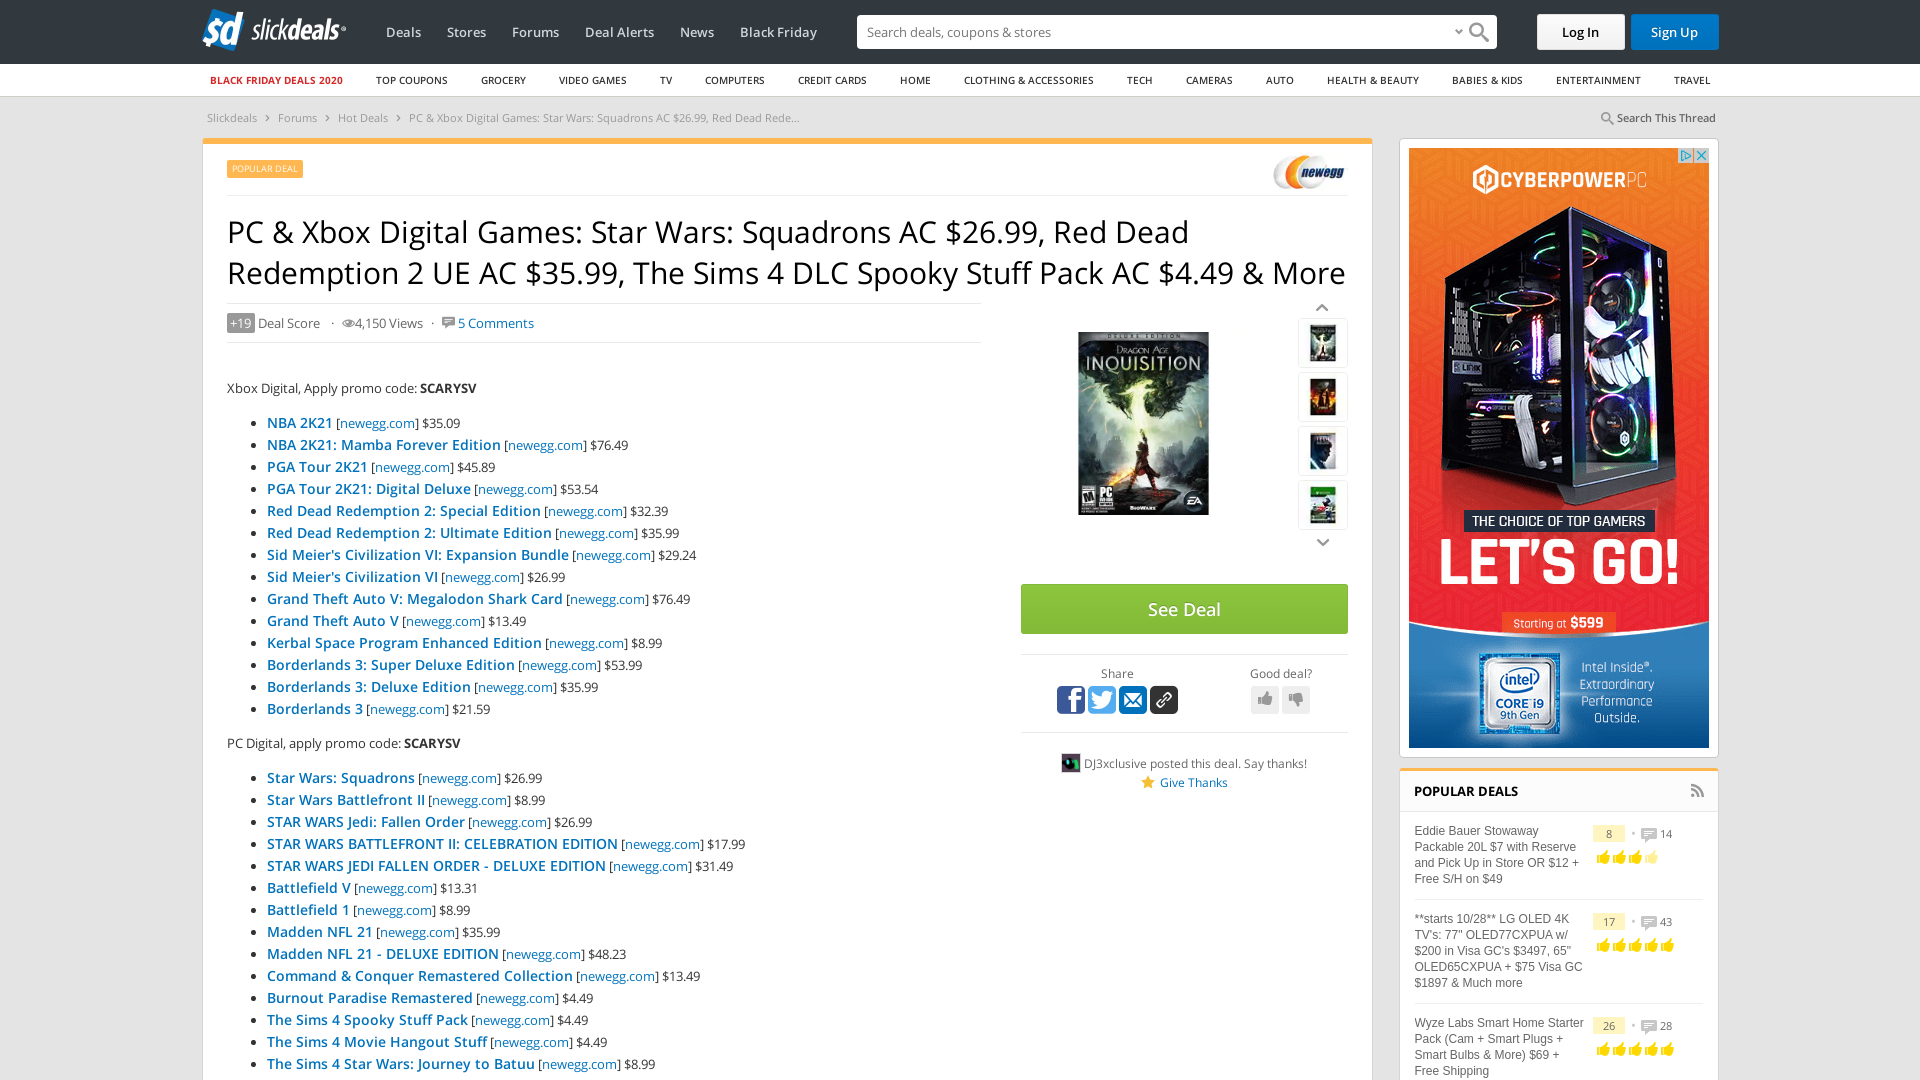 sd slickdeals
Deals Stores Forums Deal Alerts News Black Friday
Search deals, coupons & stores
Log In Sign Up
BLACK FRIDAY DEALS 2020 TOP COUPONS GROCERY VIDEO GAMES TV COMPUTERS CREDIT CARDS HOME CLOTHING & ACCESSORIES TECH CAMERAS AUTO HEALTH & BEAUTY BABIES & KIDS ENTERTAINMENT TRAVEL
Slickdeals > Forums > Hot Deals > PC & Xbox Digital Games: Star Wars: Squadrons AC $26.99, Red Dead Rede...
Search This Thread
POPULAR DEAL
newegg
PC & Xbox Digital Games: Star Wars: Squadrons AC $26.99, Red Dead
Redemption 2 UE AC $35.99, The Sims 4 DLC Spooky Stuff Pack AC $4.49 & More
+19 Deal Score · 4,150 Views · 5 Comments
Xbox Digital, Apply promo code: SCARYSV
• NBA 2K21 [newegg.com] $35.09
• NBA 2K21: Mamba Forever Edition [newegg.com] $76.49
• PGA Tour 2K21 [newegg.com] $45.89
• PGA Tour 2K21: Digital Deluxe [newegg.com] $53.54
• Red Dead Redemption 2: Special Edition [newegg.com] $32.39
• Red Dead Redemption 2: Ultimate Edition [newegg.com] $35.99
• Sid Meier's Civilization VI: Expansion Bundle [newegg.com] $29.24
• Sid Meier's Civilization VI [newegg.com] $26.99
• Grand Theft Auto V: Megalodon Shark Card [newegg.com] $76.49
• Grand Theft Auto V [newegg.com] $13.49
• Kerbal Space Program Enhanced Edition [newegg.com] $8.99
• Borderlands 3: Super Deluxe Edition [newegg.com] $53.99
• Borderlands 3: Deluxe Edition [newegg.com] $35.99
• Borderlands 3 [newegg.com] $21.59
PC Digital, apply promo code: SCARYSV
• Star Wars: Squadrons [newegg.com] $26.99
• Star Wars Battlefront II [newegg.com] $8.99
• STAR WARS Jedi: Fallen Order [newegg.com] $26.99
• STAR WARS BATTLEFRONT II: CELEBRATION EDITION [newegg.com] $17.99
• STAR WARS JEDI FALLEN ORDER - DELUXE EDITION [newegg.com] $31.49
• Battlefield V [newegg.com] $13.31
• Battlefield 1 [newegg.com] $8.99
• Madden NFL 21 [newegg.com] $35.99
• Madden NFL 21 - DELUXE EDITION [newegg.com] $48.23
• Command & Conquer Remastered Collection [newegg.com] $13.49
• Burnout Paradise Remastered [newegg.com] $4.49
• The Sims 4 Spooky Stuff Pack [newegg.com] $4.49
• The Sims 4 Movie Hangout Stuff [newegg.com] $4.49
• The Sims 4 Star Wars: Journey to Batuu [newegg.com] $8.99
DELUXE EDITION
DRAGON AGE
INQUISITION
M
PC
BIOWARE
EA
See Deal
Share
Good deal?
DJ3xclusive posted this deal. Say thanks!
Give Thanks
CYBERPOWERPC
THE CHOICE OF TOP GAMERS
LET'S GO!
Starting at $599
intel
CORE i9
9th Gen
Intel Inside®.
Extraordinary
Performance
Outside.
POPULAR DEALS
Eddie Bauer Stowaway
Packable 20L $7 with Reserve
and Pick Up in Store OR $12 +
Free S/H on $49
8 • 14
**starts 10/28** LG OLED 4K
TV's: 77" OLED77CXPUA w/
$200 in Visa GC's $3497, 65"
OLED65CXPUA + $75 Visa GC
$1897 & Much more
17 • 43
Wyze Labs Smart Home Starter
Pack (Cam + Smart Plugs +
Smart Bulbs & More) $69 +
Free Shipping
26 • 28